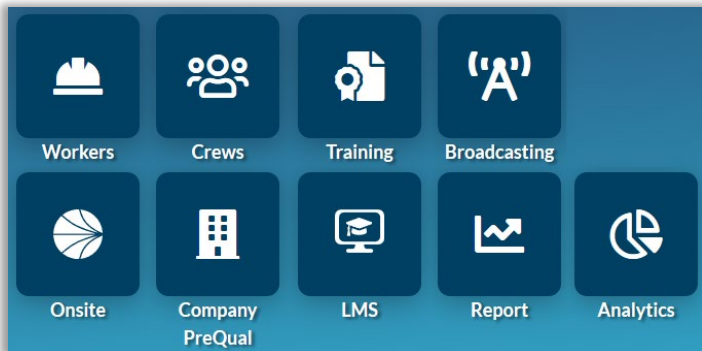 Workers
Crews
Training
Broadcasting
Onsite
Company
PreQual
LMS
Report
Analytics